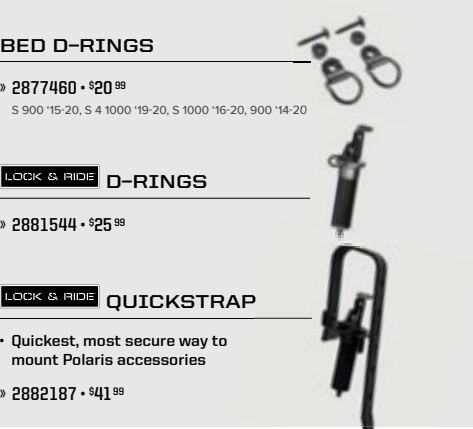 BED D-RINGS
» 2877460 • $20 99
S 900 '15-20, S 4 1000 '19-20, S 1000 '16-20, 900 '14-20
LOCK & RIDE D-RINGS
» 2881544 • $25 99
LOCK & RIDE QUICKSTRAP
• Quickest, most secure way to
mount Polaris accessories
» 2882187 • $41 99